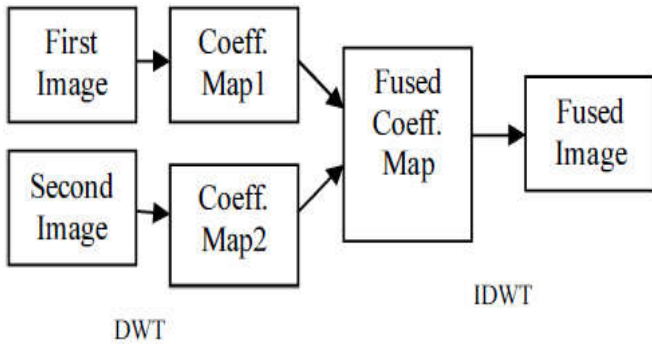 First
Image
Coeff.
Map1
Second
Image
Coeff.
Map2
Fused
Coeff.
Map
Fused
Image
DWT
IDWT